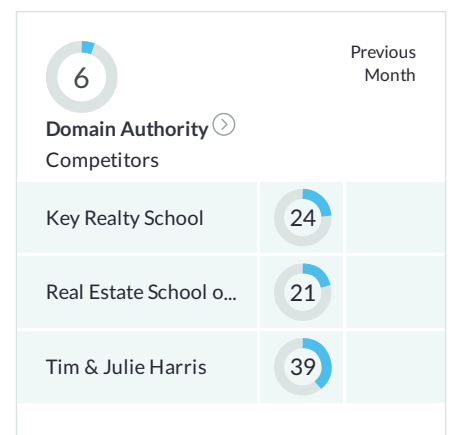 6
Previous
Month
Domain Authority
Competitors
Key Realty School 24
Real Estate School o... 21
Tim & Julie Harris 39